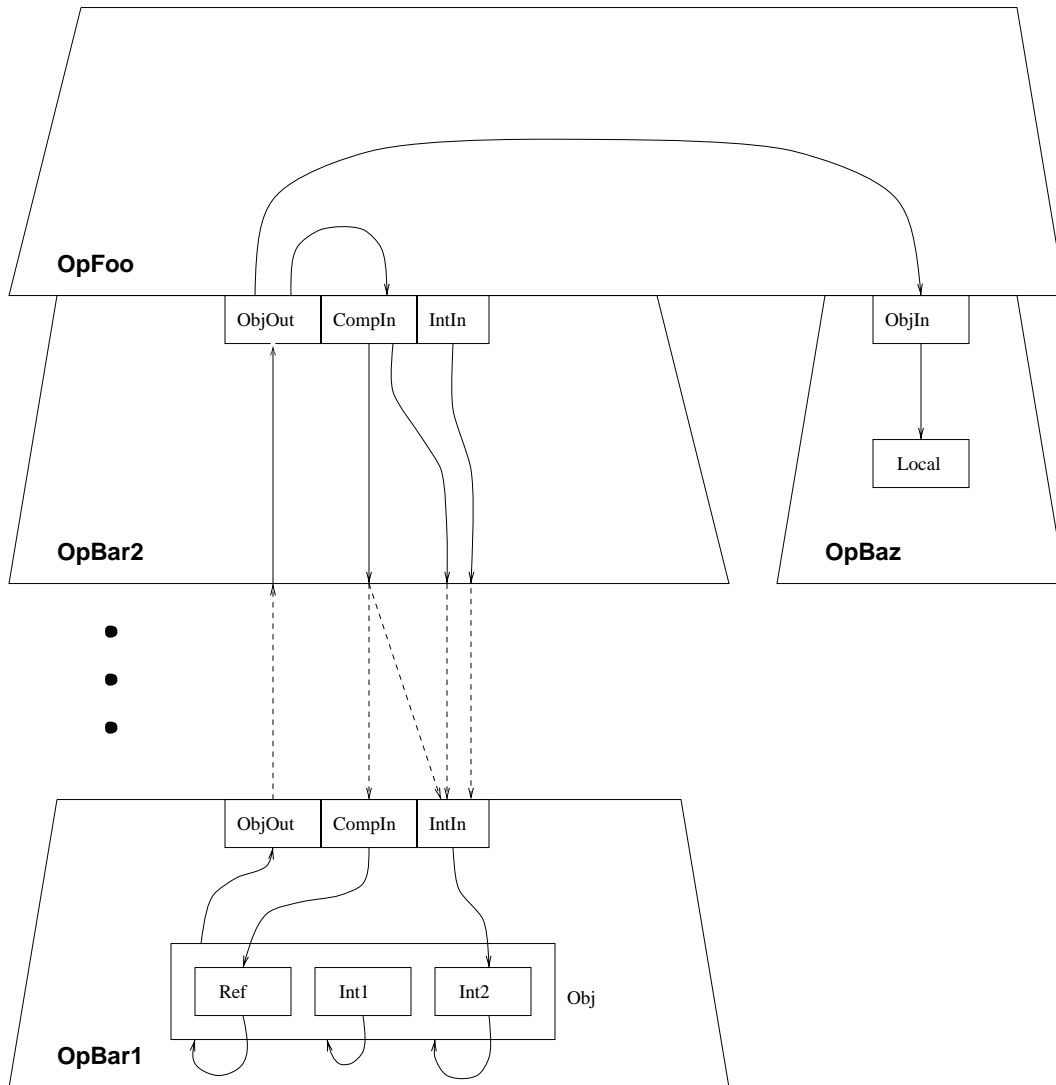 OpFoo
ObjOut CompIn IntIn ObjIn
Local
OpBar2 OpBaz
ObjOut CompIn IntIn
Ref Int1 Int2 Obj
OpBar1